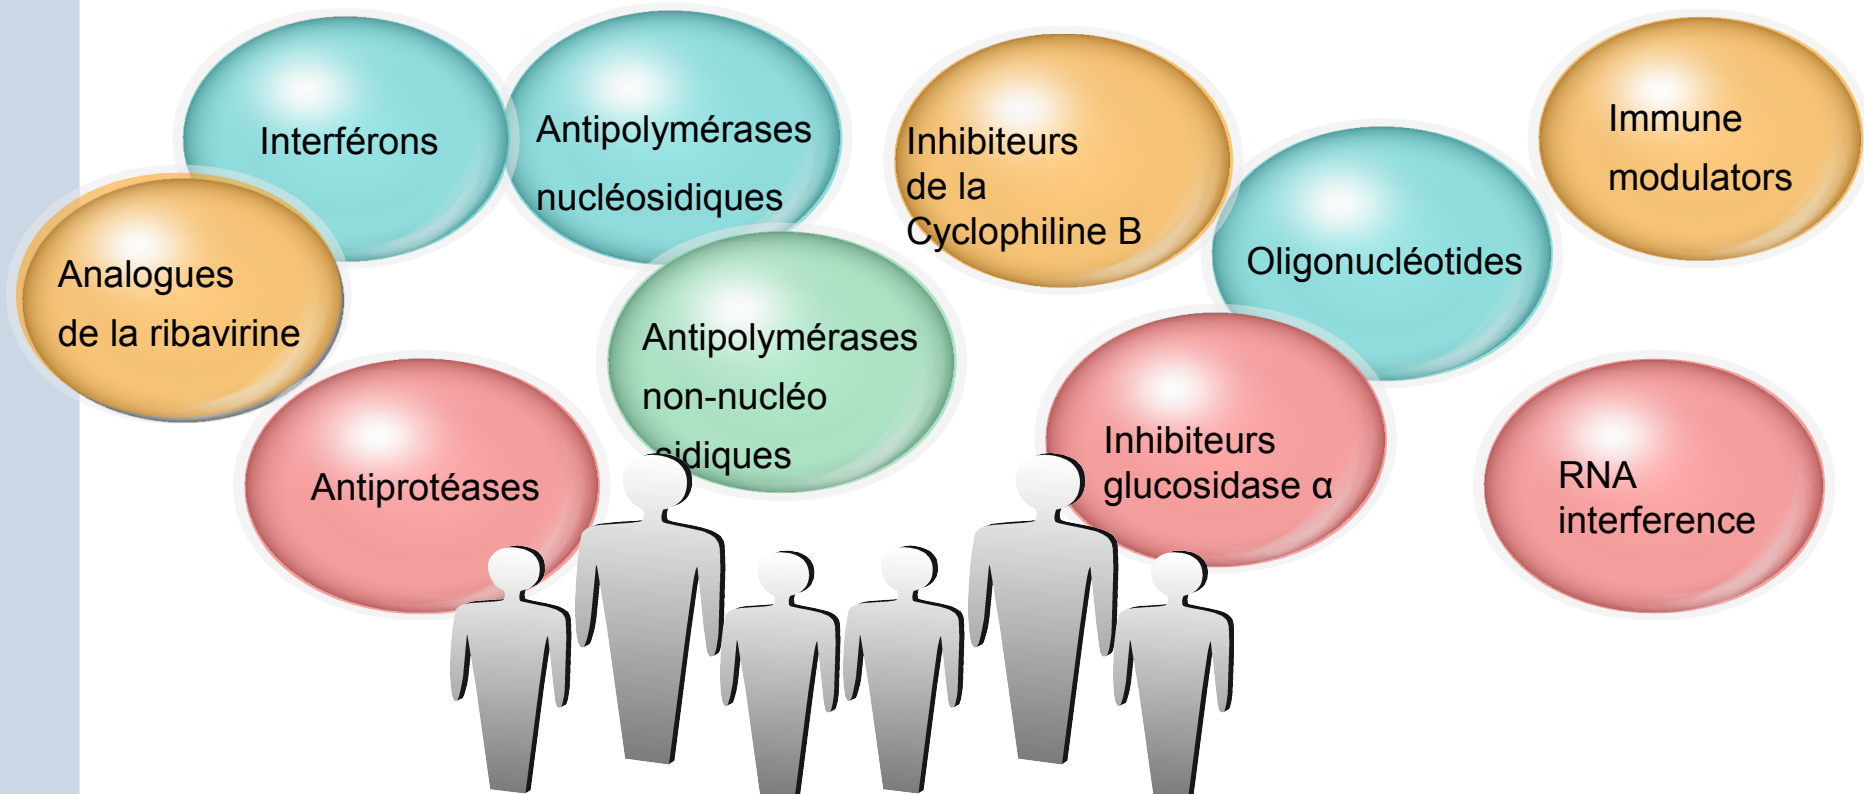 Interférons
Antipolymérases
nucléosidiques
Inhibiteurs
de la
Cyclophiline B
Immune
modulators
Analogues
de la ribavirine
Oligonucléotides
Antipolymérases
non-nucléo
sidiques
Antiprotéases
Inhibiteurs
glucosidase α
RNA
interference